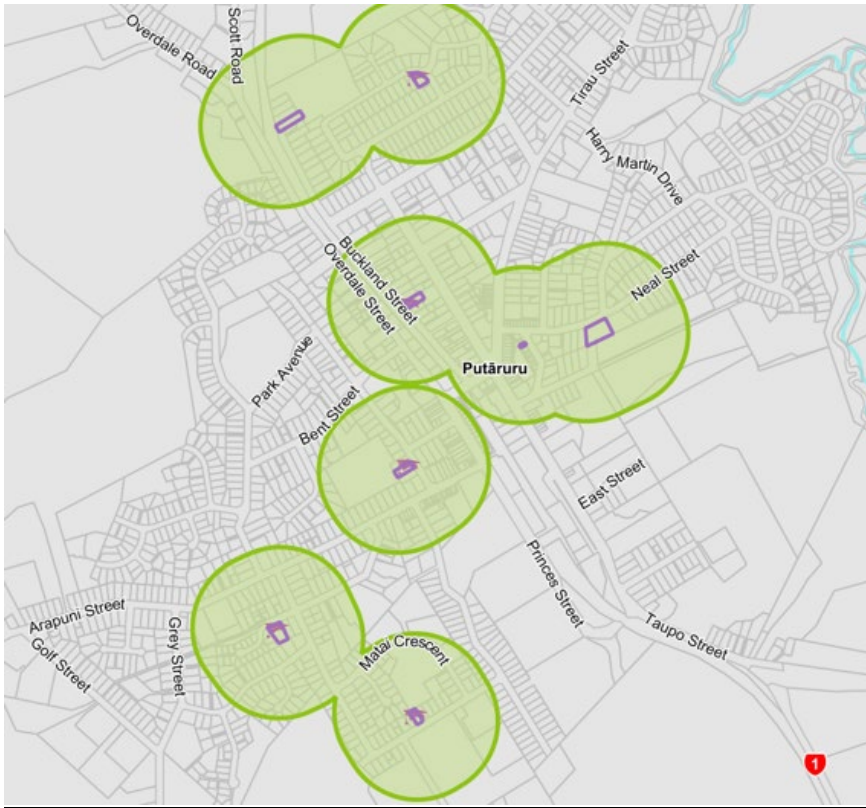 Overdale Road
Scott Road
Tirau Street
Harry Martin Drive
Buckland Street
Overdale Street
Neal Street
Putāruru
Park Avenue
Bent Street
East Street
Princes Street
Arapuni Street
Grey Street
Golf Street
Matai Crescent
Taupo Street
1